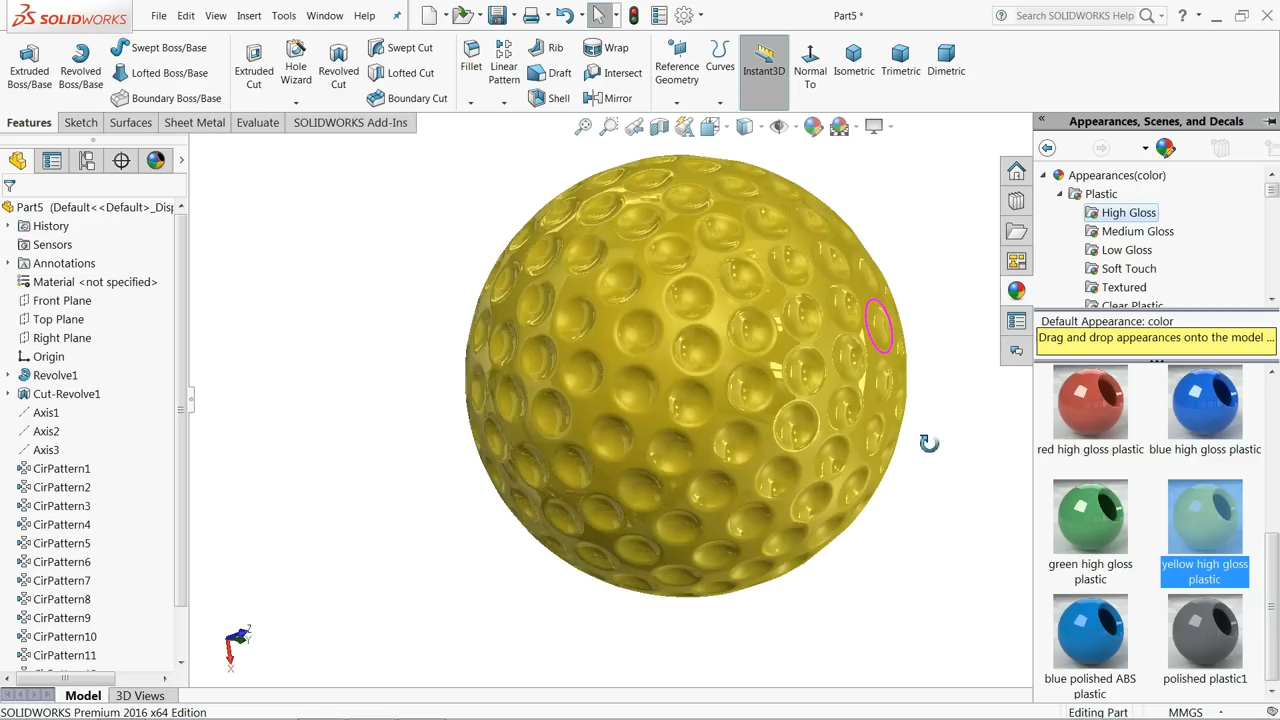 SOLIDWORKS
File Edit View Insert Tools Window Help
Part5 *
Search SOLIDWORKS Help
Extruded Boss/Base
Revolved Boss/Base
Swept Boss/Base
Lofted Boss/Base
Boundary Boss/Base
Extruded Cut
Hole Wizard
Revolved Cut
Swept Cut
Lofted Cut
Boundary Cut
Fillet
Linear Pattern
Rib
Draft
Shell
Wrap
Intersect
Mirror
Reference Geometry
Curves
Instant3D
Normal To
Isometric
Trimetric
Dimetric
Features Sketch Surfaces Sheet Metal Evaluate SOLIDWORKS Add-Ins
Part5 (Default<<Default>_Disp
History
Sensors
Annotations
Material <not specified>
Front Plane
Top Plane
Right Plane
Origin
Revolve1
Cut-Revolve1
Axis1
Axis2
Axis3
CirPattern1
CirPattern2
CirPattern3
CirPattern4
CirPattern5
CirPattern6
CirPattern7
CirPattern8
CirPattern9
CirPattern10
CirPattern11
Z
Y
X
Appearances, Scenes, and Decals
Appearances(color)
Plastic
High Gloss
Medium Gloss
Low Gloss
Soft Touch
Textured
Clear Plastic
Default Appearance: color
Drag and drop appearances onto the model ...
red high gloss plastic
blue high gloss plastic
green high gloss plastic
yellow high gloss plastic
blue polished ABS plastic
polished plastic1
Model 3D Views
SOLIDWORKS Premium 2016 x64 Edition
Editing Part
MMGS